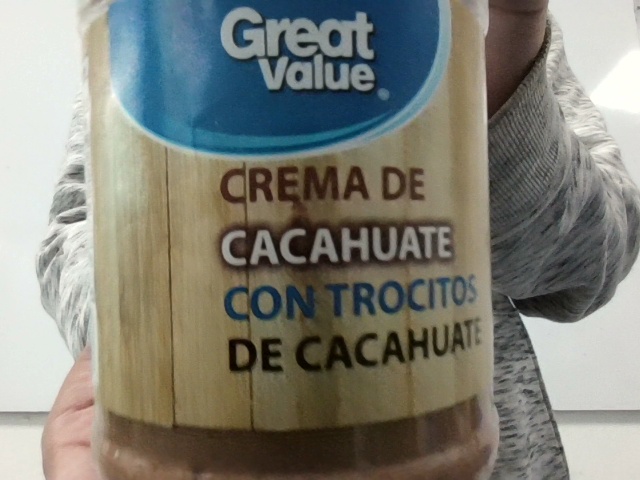 Great
Value
CREMA DE
CACAHUATE
CON TROCITOS
DE CACAHUATE